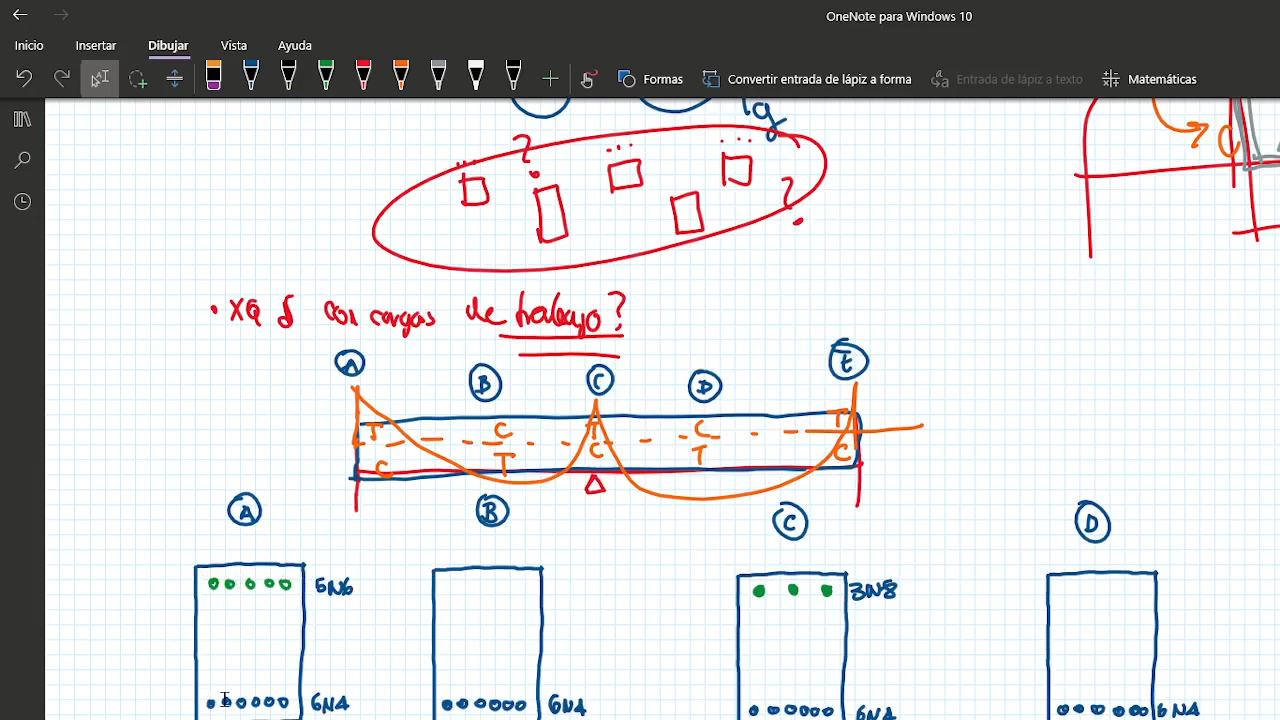 OneNote para Windows 10
Inicio Insertar Dibujar Vista Ayuda
Formas Convertir entrada de lápiz a forma Entrada de lápiz a texto Matemáticas
Ig
? ?
• XQ δ con cargas de trabajo?
A B C D E
T C T C T
C T C T C
A B C D
5N6 3N8
6N4 6N4 6N4 6N4